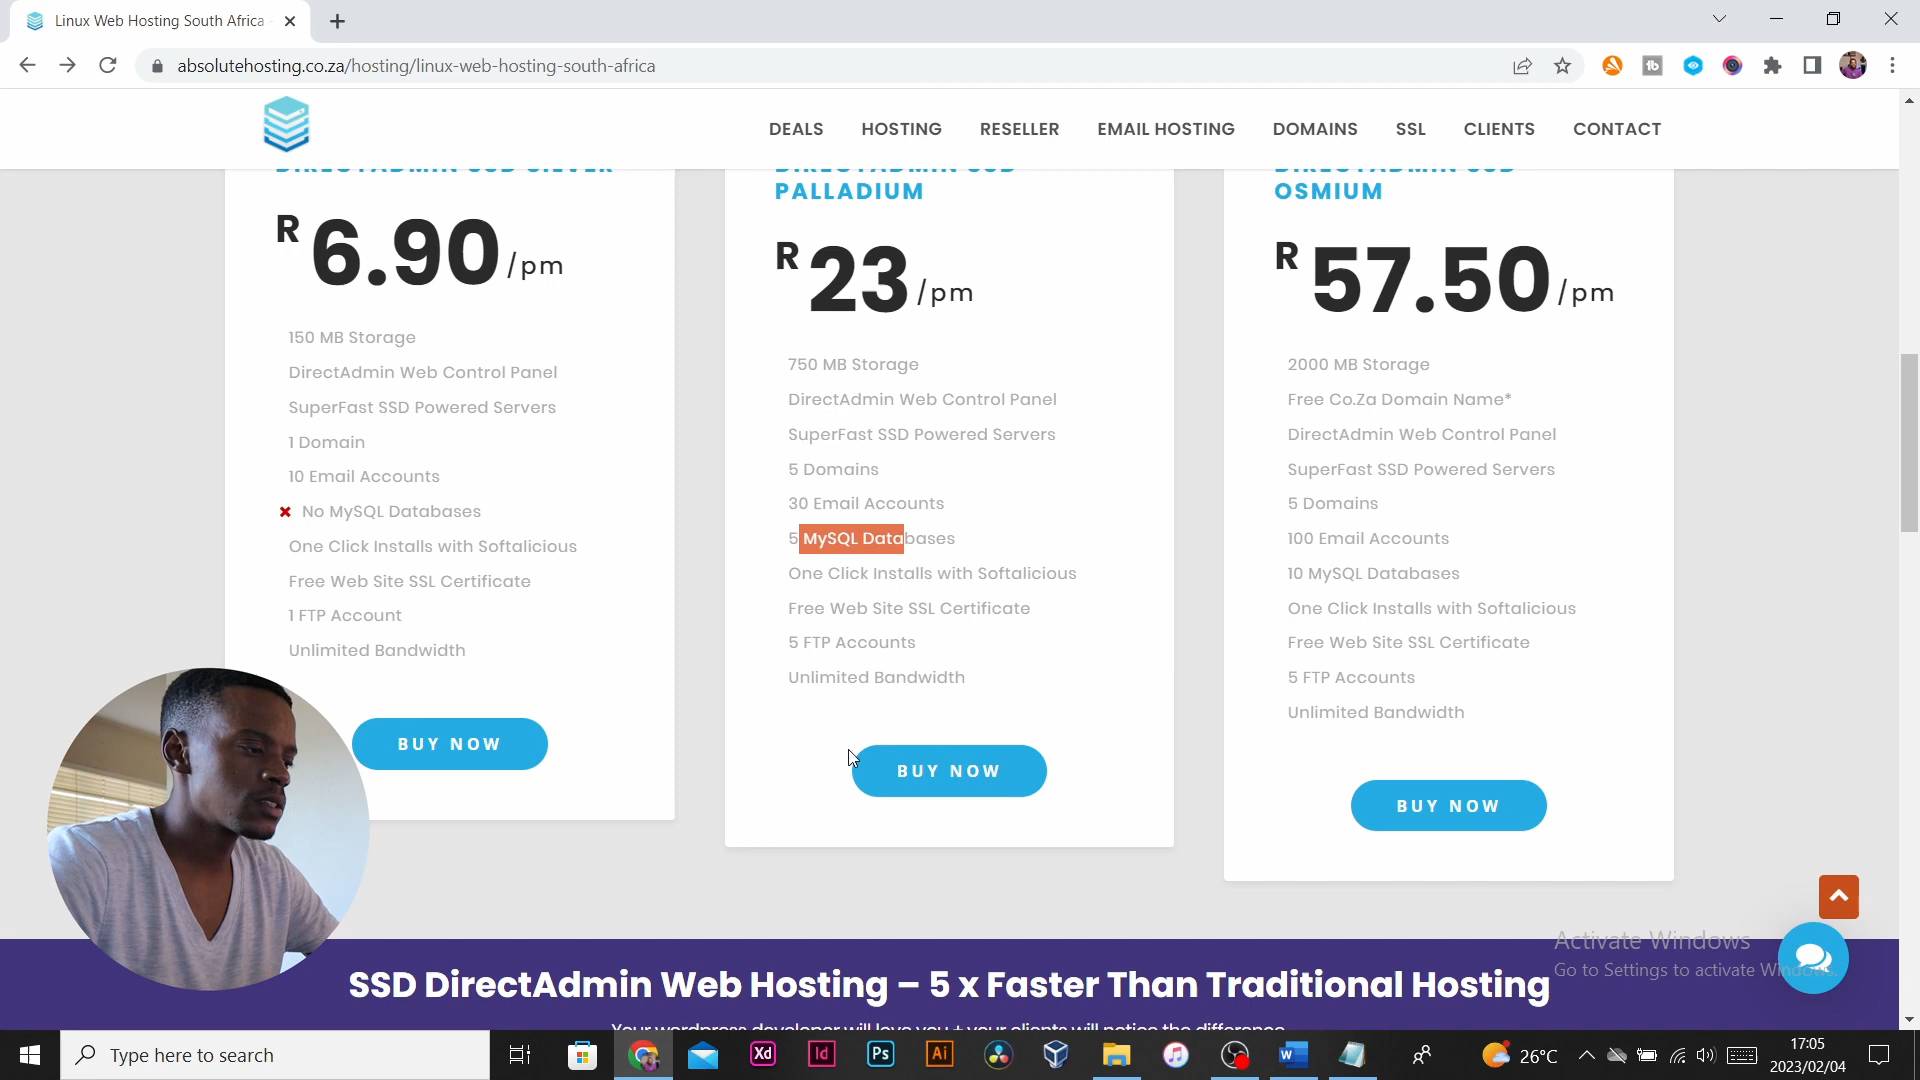 Linux Web Hosting South Africa
absolutehosting.co.za/hosting/linux-web-hosting-south-africa
DEALS
HOSTING
RESELLER
EMAIL HOSTING
DOMAINS
SSL
CLIENTS
CONTACT
DIRECTADMIN SSD SILVER
R 6.90 /pm
150 MB Storage
DirectAdmin Web Control Panel
SuperFast SSD Powered Servers
1 Domain
10 Email Accounts
No MySQL Databases
One Click Installs with Softalicious
Free Web Site SSL Certificate
1 FTP Account
Unlimited Bandwidth
BUY NOW
DIRECTADMIN SSD
PALLADIUM
R 23 /pm
750 MB Storage
DirectAdmin Web Control Panel
SuperFast SSD Powered Servers
5 Domains
30 Email Accounts
5 MySQL Databases
One Click Installs with Softalicious
Free Web Site SSL Certificate
5 FTP Accounts
Unlimited Bandwidth
BUY NOW
DIRECTADMIN SSD
OSMIUM
R 57.50 /pm
2000 MB Storage
Free Co.Za Domain Name*
DirectAdmin Web Control Panel
SuperFast SSD Powered Servers
5 Domains
100 Email Accounts
10 MySQL Databases
One Click Installs with Softalicious
Free Web Site SSL Certificate
5 FTP Accounts
Unlimited Bandwidth
BUY NOW
Activate Windows
Go to Settings to activate Windows.
SSD DirectAdmin Web Hosting – 5 x Faster Than Traditional Hosting
Your wordpress developer will love you + your clients will notice the difference
Type here to search
Xd
Id
Ps
Ai
W
26°C
17:05
2023/02/04